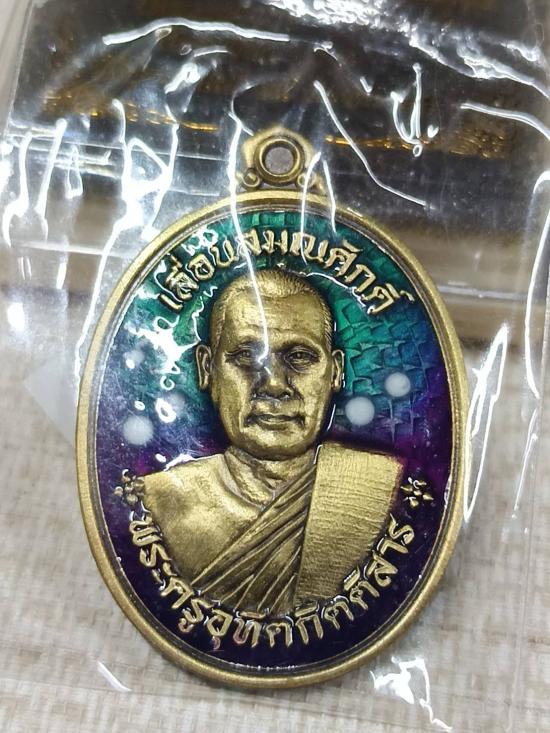 เลื่อนสมณศักดิ์
พระครูอุทิตกิตติสาร